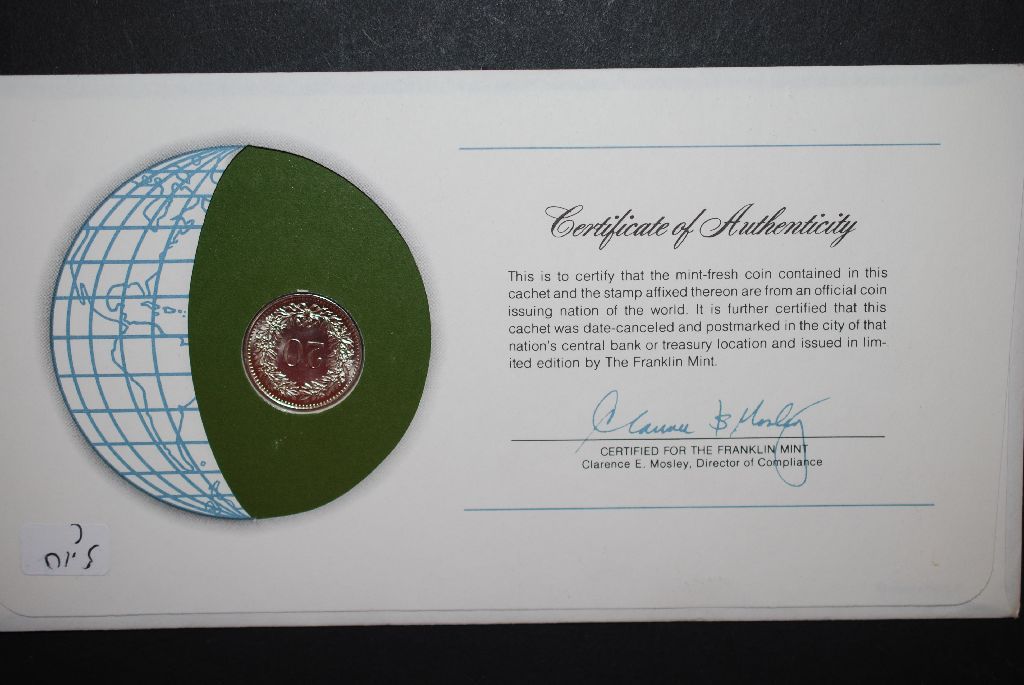 Certificate of Authenticity
This is to certify that the mint-fresh coin contained in this
cachet and the stamp affixed thereon are from an official coin
issuing nation of the world. It is further certified that this
cachet was date-canceled and postmarked in the city of that
nation's central bank or treasury location and issued in lim-
ited edition by The Franklin Mint.
CERTIFIED FOR THE FRANKLIN MINT
Clarence E. Mosley, Director of Compliance
20